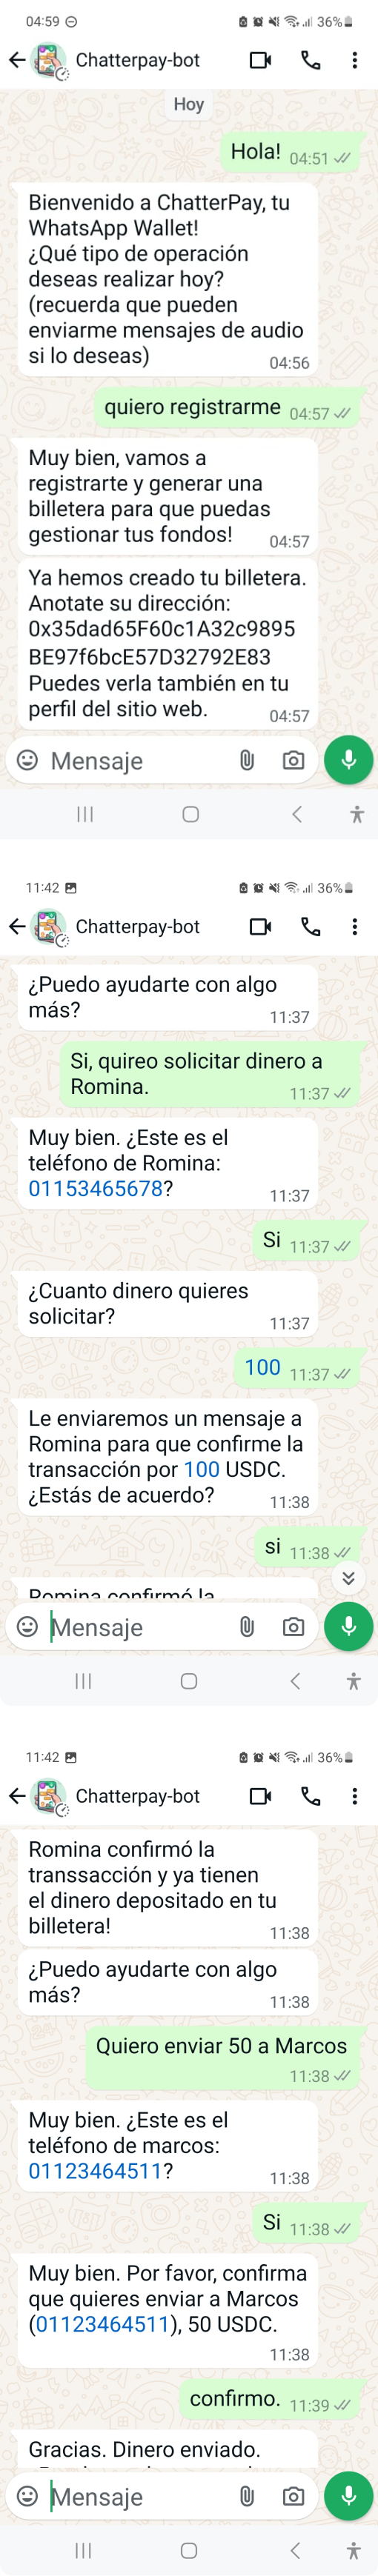 04:59
36%
Chatterpay-bot
Hoy
Hola! 04:51
Bienvenido a ChatterPay, tu
WhatsApp Wallet!
¿Qué tipo de operación
deseas realizar hoy?
(recuerda que pueden
enviarme mensajes de audio
si lo deseas)
04:56
quiero registrarme 04:57
Muy bien, vamos a
registrarte y generar una
billetera para que puedas
gestionar tus fondos!
04:57
Ya hemos creado tu billetera.
Anotate su dirección:
0x35dad65F60c1A32c9895
BE97f6bcE57D32792E83
Puedes verla también en tu
perfil del sitio web.
04:57
Mensaje
11:42
36%
Chatterpay-bot
¿Puedo ayudarte con algo
más?
11:37
Si, quireo solicitar dinero a
Romina.
11:37
Muy bien. ¿Este es el
teléfono de Romina:
01153465678?
11:37
Si 11:37
¿Cuanto dinero quieres
solicitar?
11:37
100 11:37
Le enviaremos un mensaje a
Romina para que confirme la
transacción por 100 USDC.
¿Estás de acuerdo?
11:38
si 11:38
Romina confirmó la
Mensaje
11:42
36%
Chatterpay-bot
Romina confirmó la
transsacción y ya tienen
el dinero depositado en tu
billetera!
11:38
¿Puedo ayudarte con algo
más?
11:38
Quiero enviar 50 a Marcos
11:38
Muy bien. ¿Este es el
teléfono de marcos:
01123464511?
11:38
Si 11:38
Muy bien. Por favor, confirma
que quieres enviar a Marcos
(01123464511), 50 USDC.
11:38
confirmo. 11:39
Gracias. Dinero enviado.
Mensaje